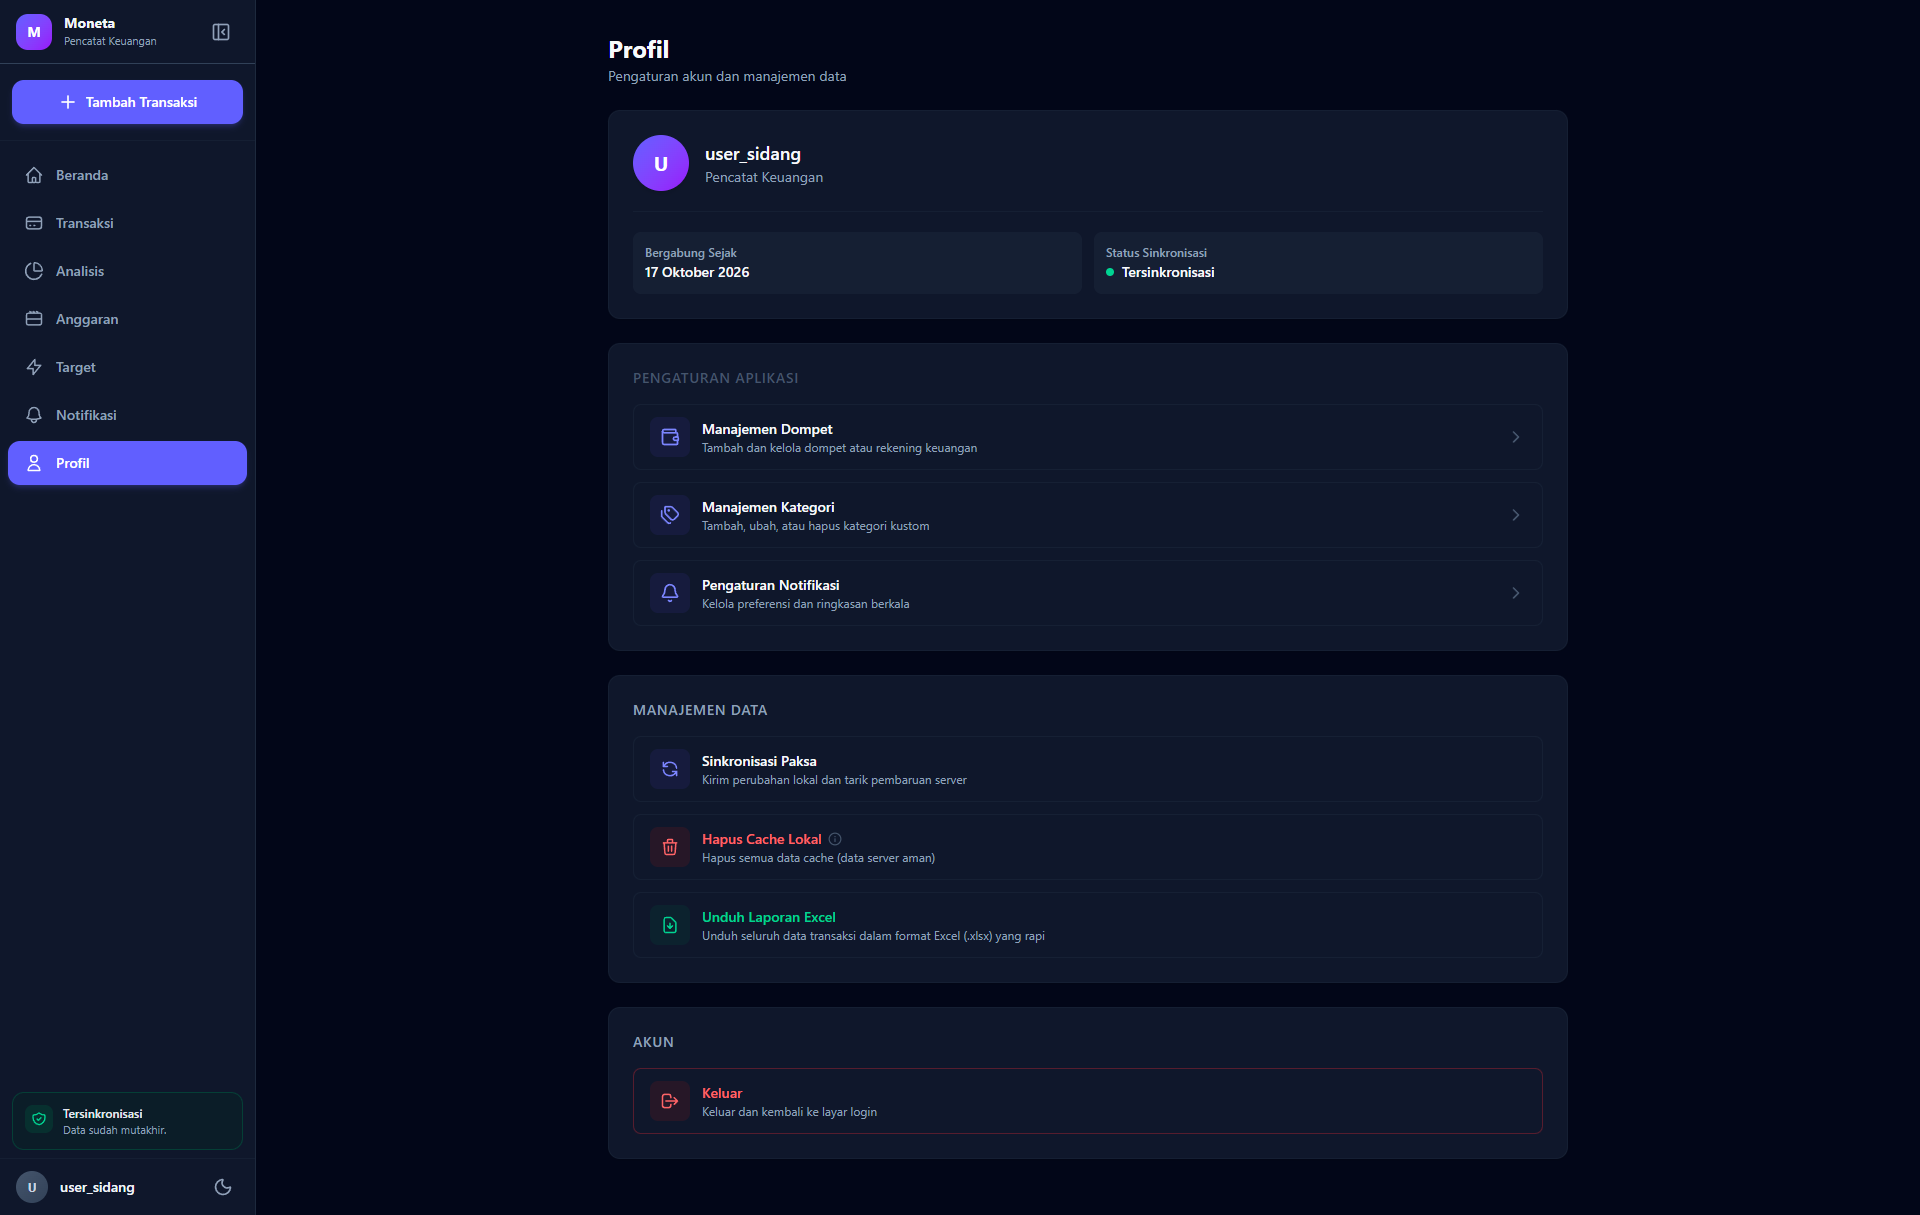 M
Moneta
Pencatat Keuangan
Tambah Transaksi
Beranda
Transaksi
Analisis
Anggaran
Target
Notifikasi
Profil
Tersinkronisasi
Data sudah mutakhir.
U
user_sidang
Profil
Pengaturan akun dan manajemen data
U
user_sidang
Pencatat Keuangan
Bergabung Sejak
17 Oktober 2026
Status Sinkronisasi
Tersinkronisasi
PENGATURAN APLIKASI
Manajemen Dompet
Tambah dan kelola dompet atau rekening keuangan
Manajemen Kategori
Tambah, ubah, atau hapus kategori kustom
Pengaturan Notifikasi
Kelola preferensi dan ringkasan berkala
MANAJEMEN DATA
Sinkronisasi Paksa
Kirim perubahan lokal dan tarik pembaruan server
Hapus Cache Lokal
Hapus semua data cache (data server aman)
Unduh Laporan Excel
Unduh seluruh data transaksi dalam format Excel (.xlsx) yang rapi
AKUN
Keluar
Keluar dan kembali ke layar login